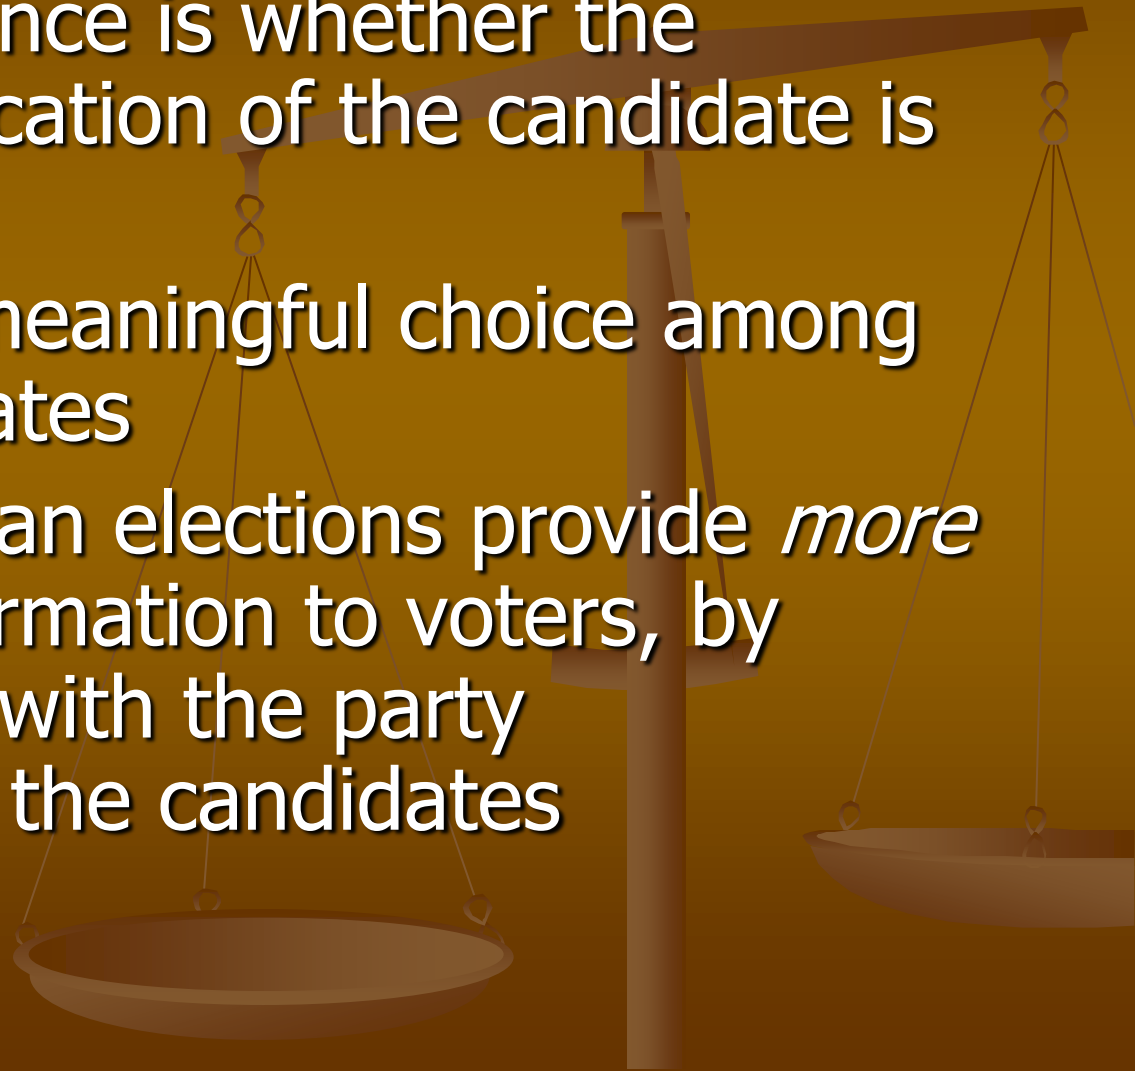 nce is whether the
cation of the candidate is
meaningful choice among
ates
an elections provide more
rmation to voters, by
with the party
the candidates